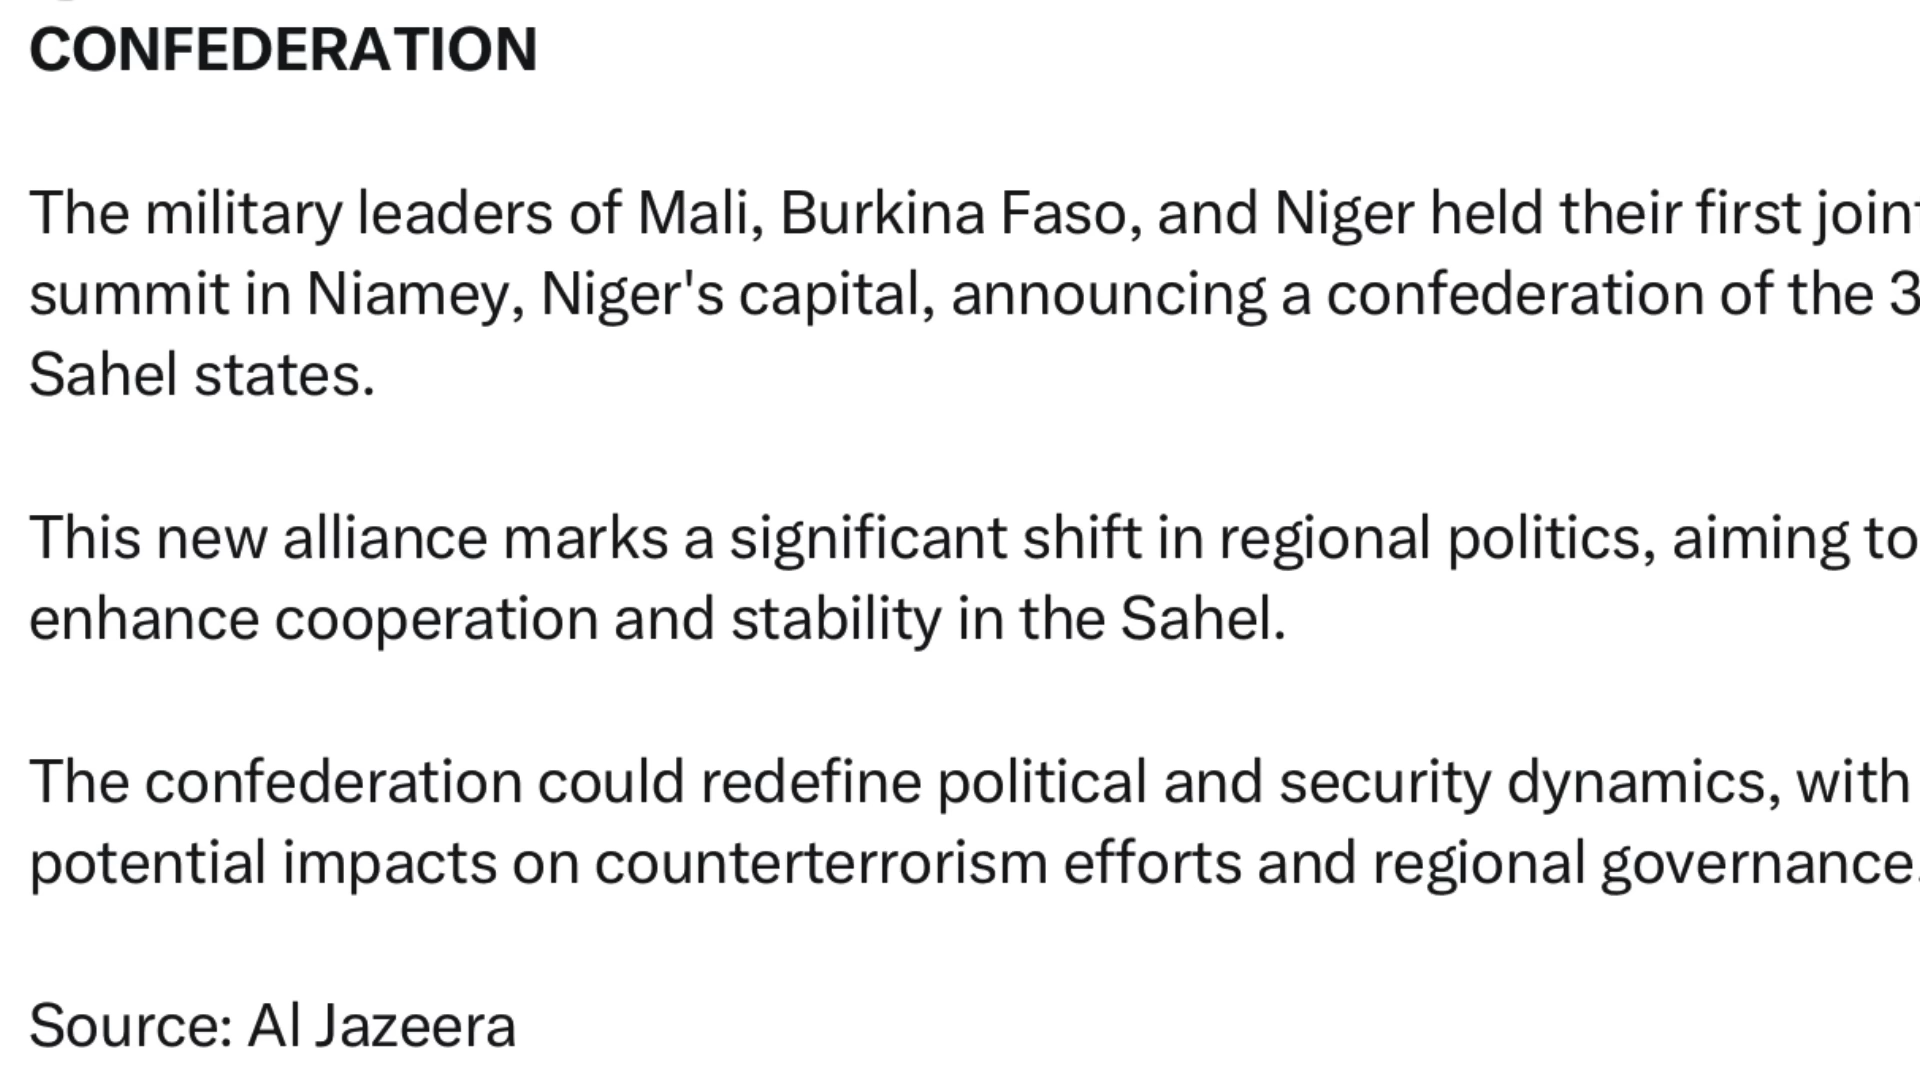 CONFEDERATION
The military leaders of Mali, Burkina Faso, and Niger held their first joint
summit in Niamey, Niger's capital, announcing a confederation of the 3
Sahel states.
This new alliance marks a significant shift in regional politics, aiming to
enhance cooperation and stability in the Sahel.
The confederation could redefine political and security dynamics, with
potential impacts on counterterrorism efforts and regional governance.
Source: Al Jazeera